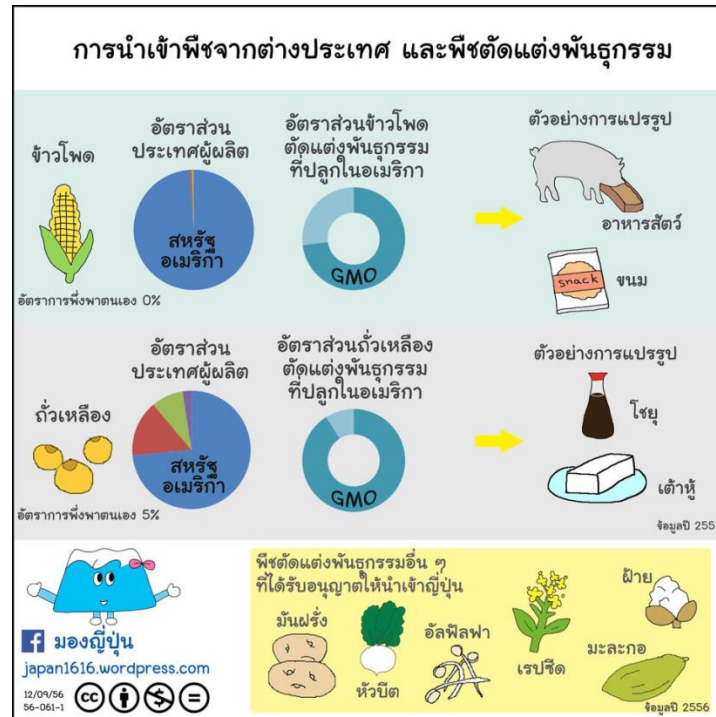 การนำเข้าพืชจากต่างประเทศ และพืชตัดแต่งพันธุกรรม
ข้าวโพด
อัตราการพึ่งพาตนเอง 0%
อัตราส่วน
ประเทศผู้ผลิต
สหรัฐ
อเมริกา
อัตราส่วนข้าวโพด
ตัดแต่งพันธุกรรม
ที่ปลูกในอเมริกา
GMO
ตัวอย่างการแปรรูป
อาหารสัตว์
snack
ขนม
ถั่วเหลือง
อัตราการพึ่งพาตนเอง 5%
อัตราส่วน
ประเทศผู้ผลิต
สหรัฐ
อเมริกา
อัตราส่วนถั่วเหลือง
ตัดแต่งพันธุกรรม
ที่ปลูกในอเมริกา
GMO
ตัวอย่างการแปรรูป
โชยุ
เต้าหู้
ข้อมูลปี 255
f มองญี่ปุ่น
japan1616.wordpress.com
12/09/56
56-061-1
cc
พืชตัดแต่งพันธุกรรมอื่น ๆ
ที่ได้รับอนุญาตให้นำเข้าญี่ปุ่น
มันฝรั่ง
หัวบีต
อัลฟัลฟา
เรปซีด
ฝ้าย
มะละกอ
ข้อมูลปี 2556